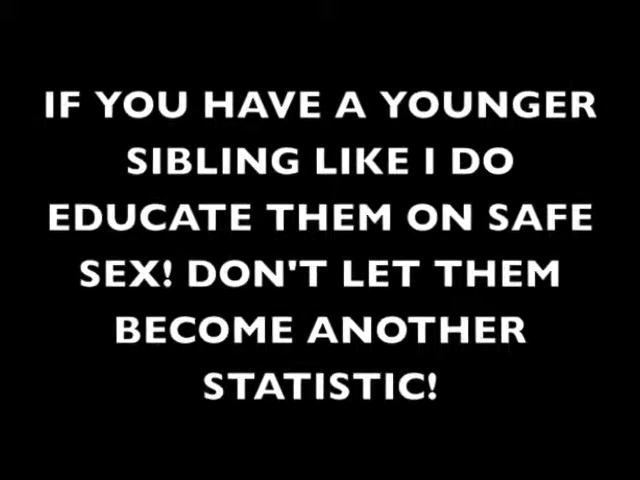 IF YOU HAVE A YOUNGER
SIBLING LIKE I DO
EDUCATE THEM ON SAFE
SEX! DON'T LET THEM
BECOME ANOTHER
STATISTIC!